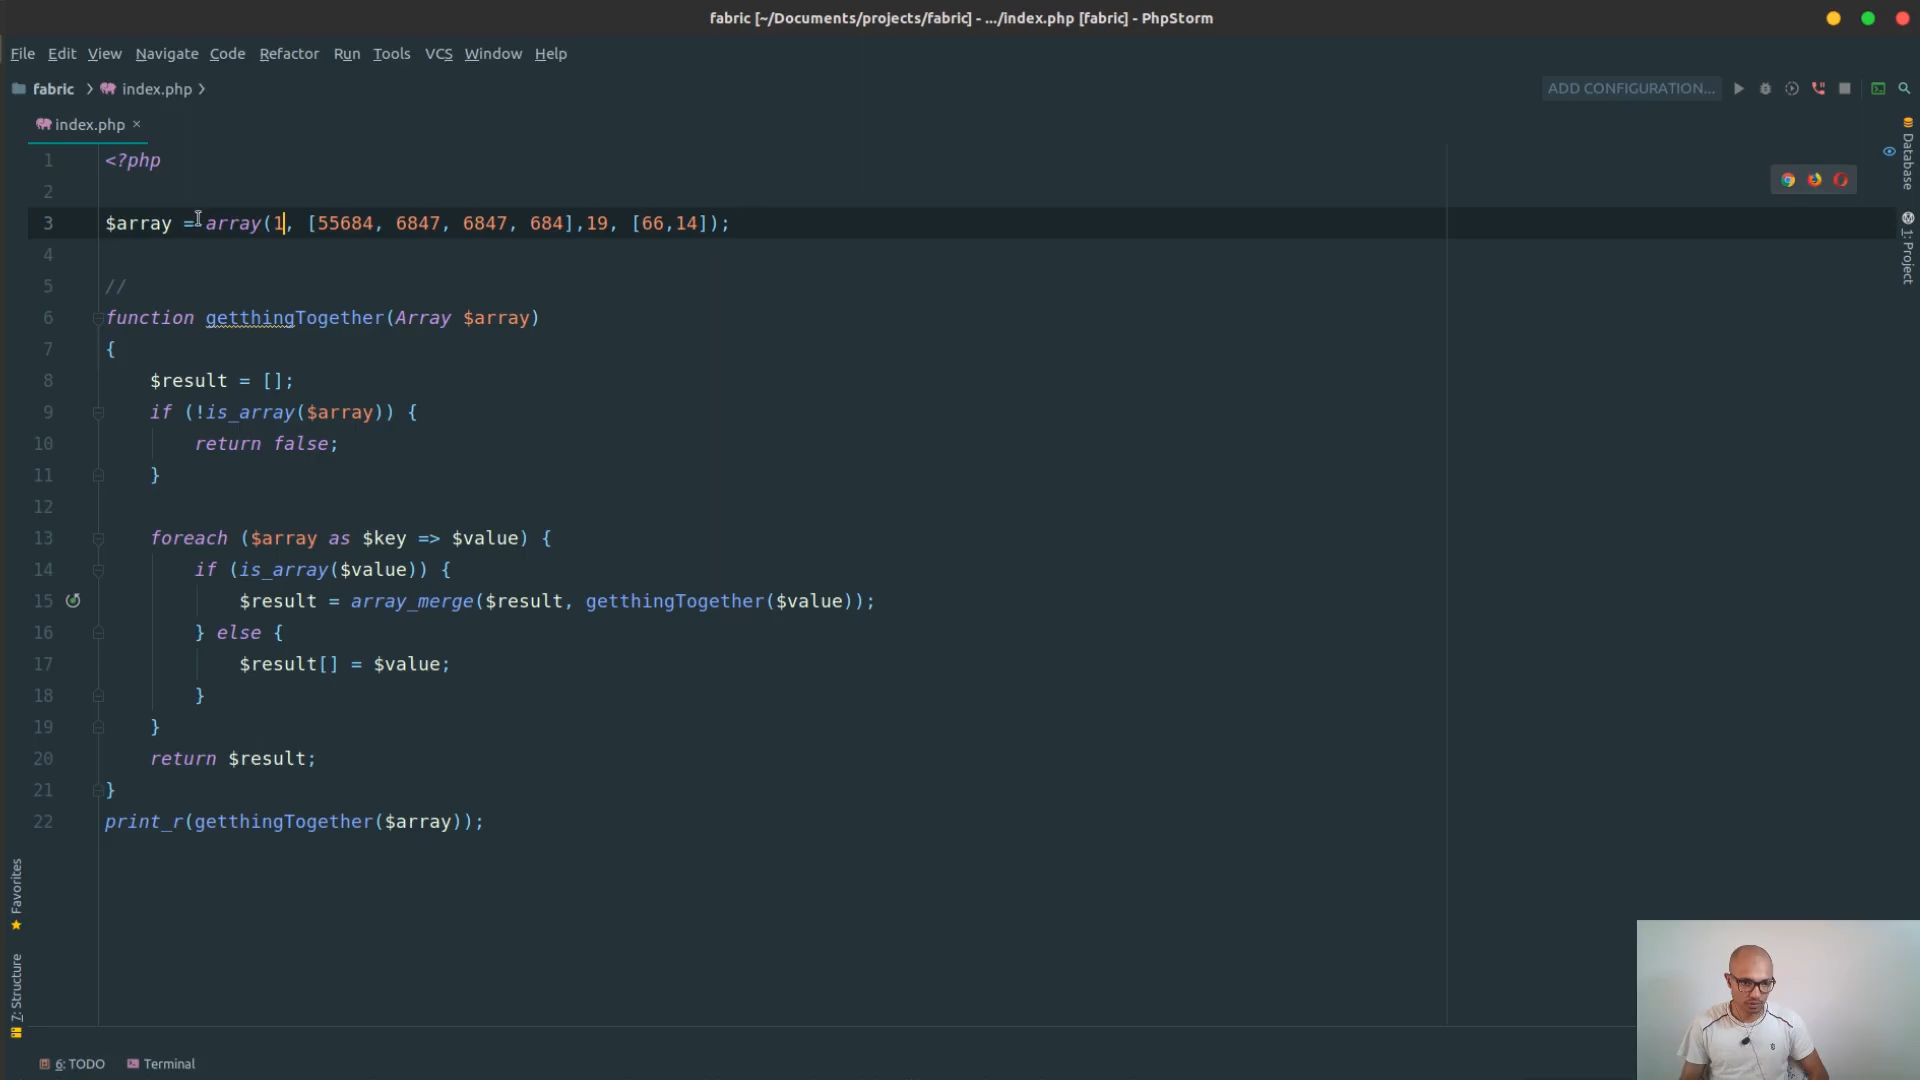 fabric [~/Documents/projects/fabric] - .../index.php [fabric] - PhpStorm
File Edit View Navigate Code Refactor Run Tools VCS Window Help
fabric index.php
ADD CONFIGURATION...
index.php ×
1 <?php
2
3 $array = array(1, [55684, 6847, 6847, 684],19, [66,14]);
4
5 //
6 function getthingTogether(Array $array)
7 {
8 $result = [];
9 if (!is_array($array)) {
10 return false;
11 }
12
13 foreach ($array as $key => $value) {
14 if (is_array($value)) {
15 $result = array_merge($result, getthingTogether($value));
16 } else {
17 $result[] = $value;
18 }
19 }
20 return $result;
21 }
22 print_r(getthingTogether($array));
Database
1: Project
Favorites
7: Structure
6: TODO Terminal